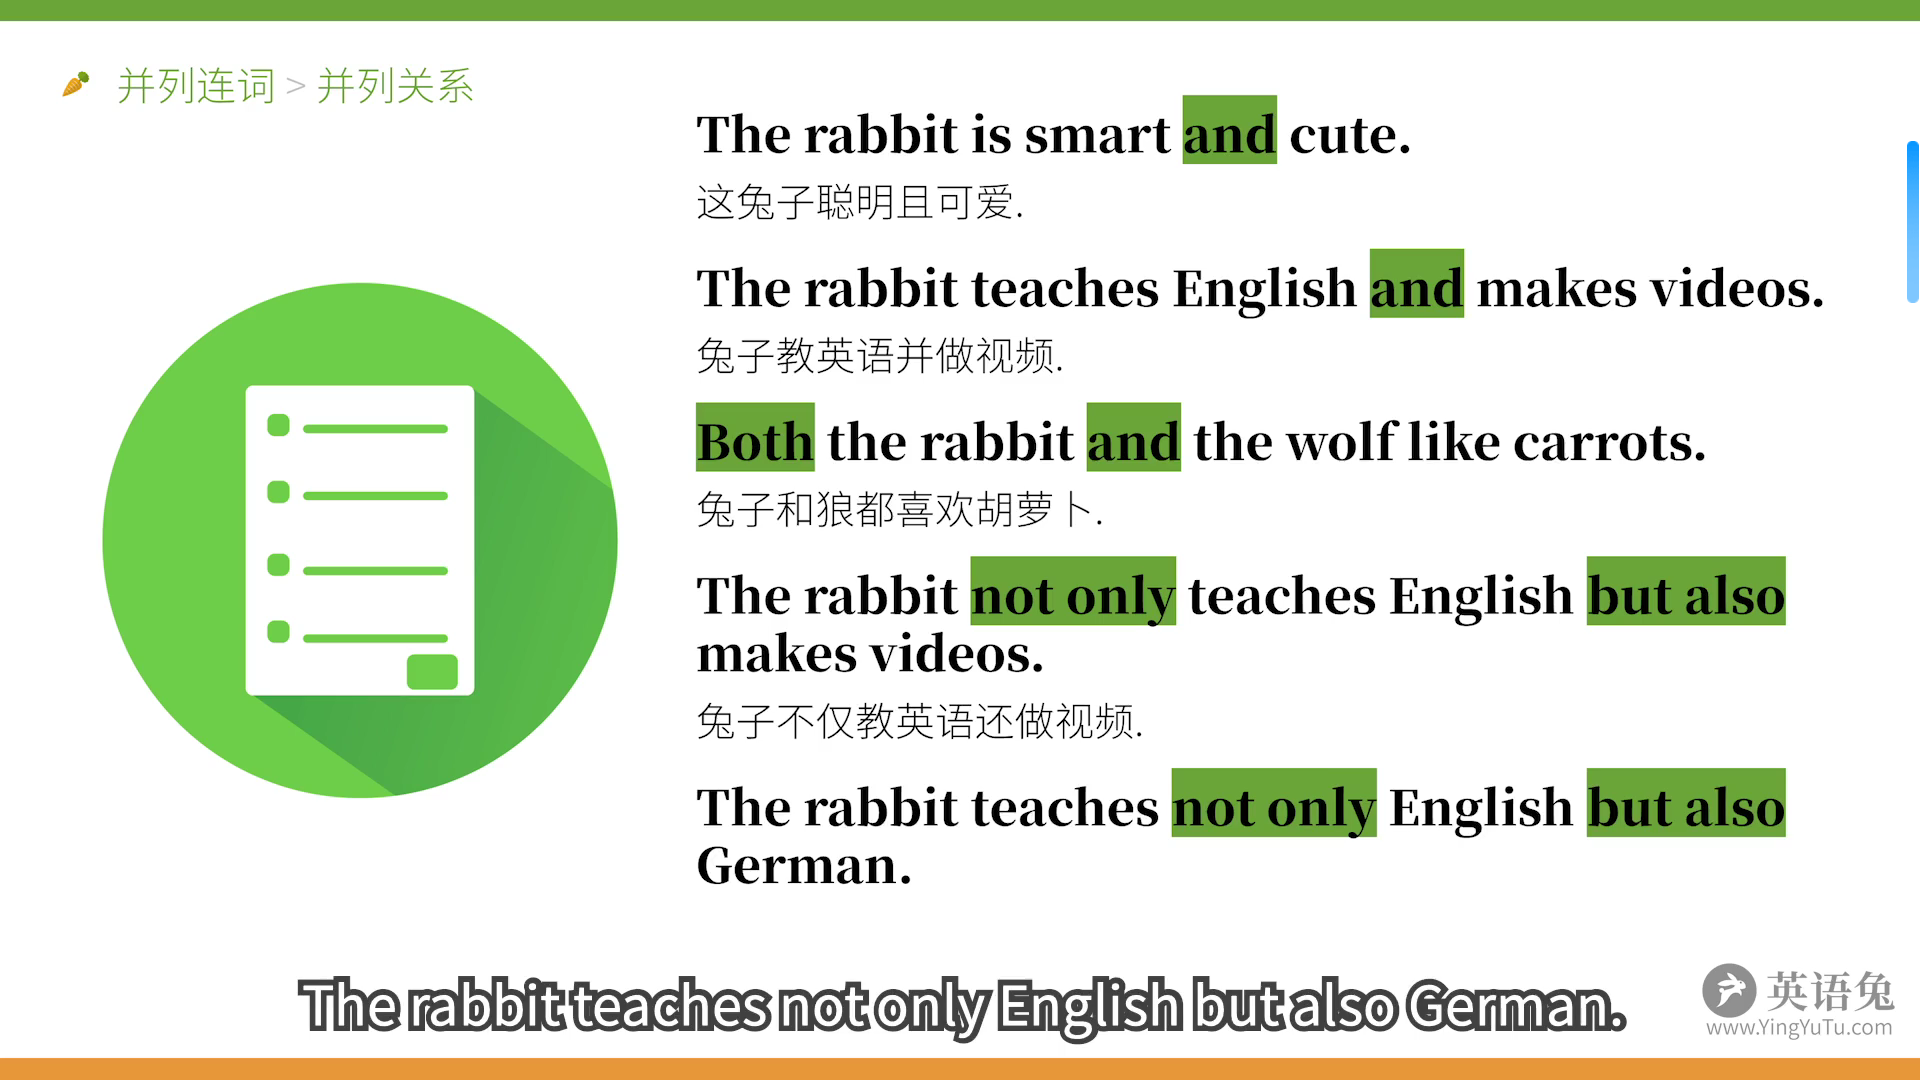 并列连词 > 并列关系
The rabbit is smart and cute.
这兔子聪明且可爱.
The rabbit teaches English and makes videos.
兔子教英语并做视频.
Both the rabbit and the wolf like carrots.
兔子和狼都喜欢胡萝卜.
The rabbit not only teaches English but also
makes videos.
兔子不仅教英语还做视频.
The rabbit teaches not only English but also
German.
The rabbit teaches not only English but also German.
英语兔
www.YingYuTu.com